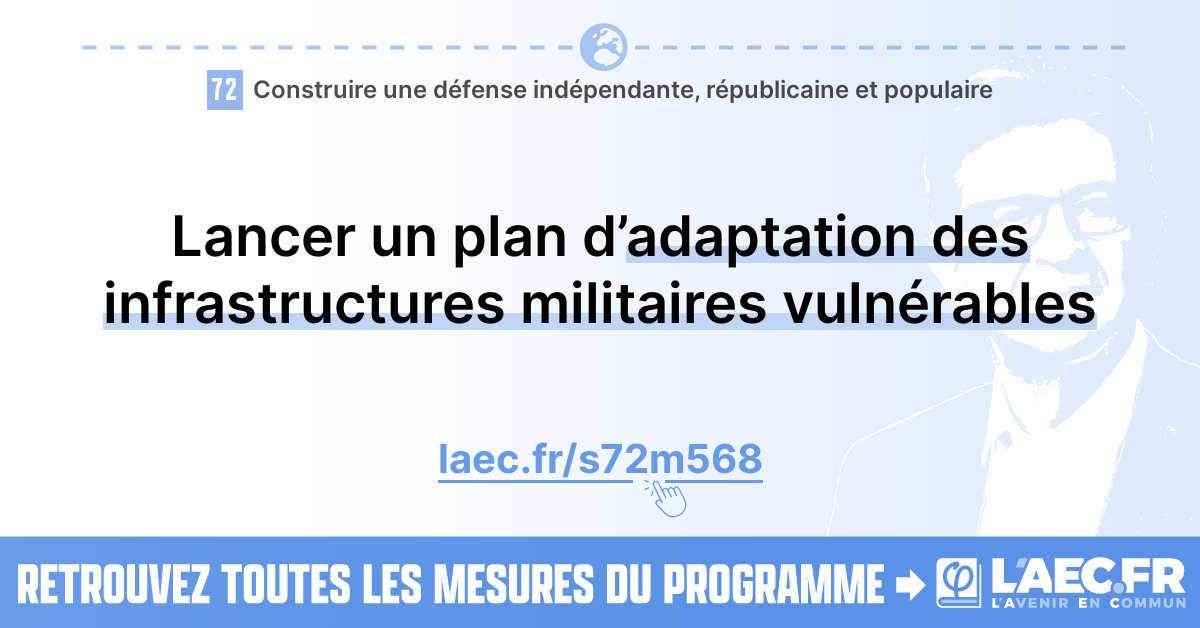 72 Construire une défense indépendante, républicaine et populaire
Lancer un plan d’adaptation des
infrastructures militaires vulnérables
laec.fr/s72m568
RETROUVEZ TOUTES LES MESURES DU PROGRAMME
φ L'AEC.FR
L'AVENIR EN COMMUN